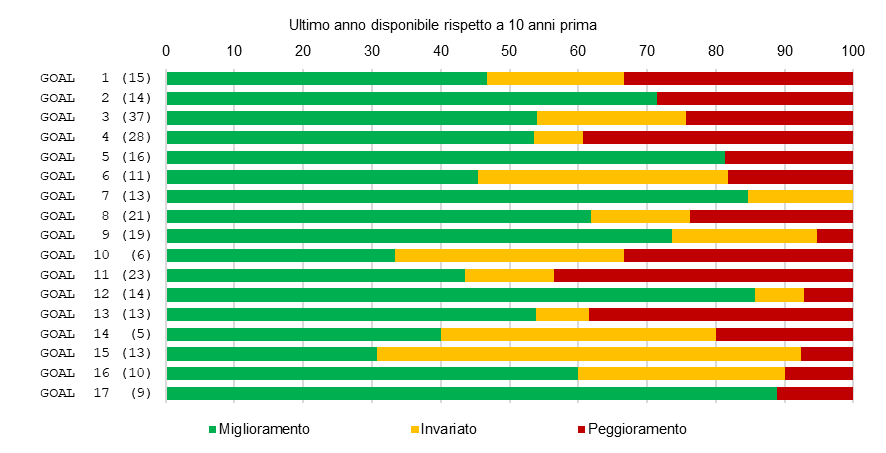 Ultimo anno disponibile rispetto a 10 anni prima
0 10 20 30 40 50 60 70 80 90 100
GOAL 1 (15)
GOAL 2 (14)
GOAL 3 (37)
GOAL 4 (28)
GOAL 5 (16)
GOAL 6 (11)
GOAL 7 (13)
GOAL 8 (21)
GOAL 9 (19)
GOAL 10 (6)
GOAL 11 (23)
GOAL 12 (14)
GOAL 13 (13)
GOAL 14 (5)
GOAL 15 (13)
GOAL 16 (10)
GOAL 17 (9)
Miglioramento Invariato Peggioramento